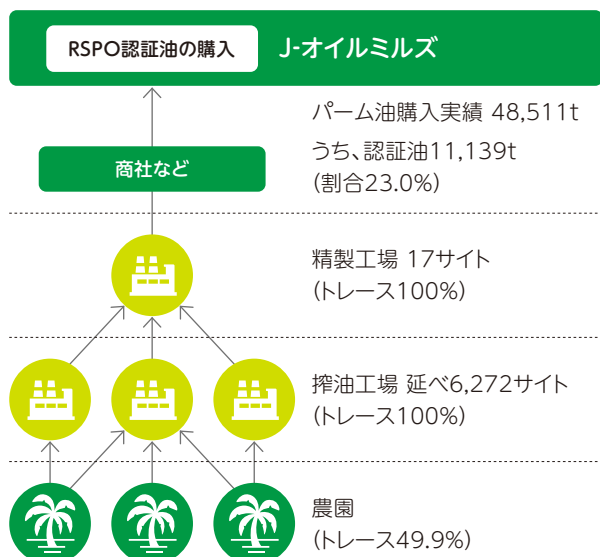 RSPO認証油の購入
J-オイルミルズ
パーム油購入実績 48,511t
うち、認証油11,139t
(割合23.0%)
商社など
精製工場 17サイト
(トレース100%)
搾油工場 延べ6,272サイト
(トレース100%)
農園
(トレース49.9%)